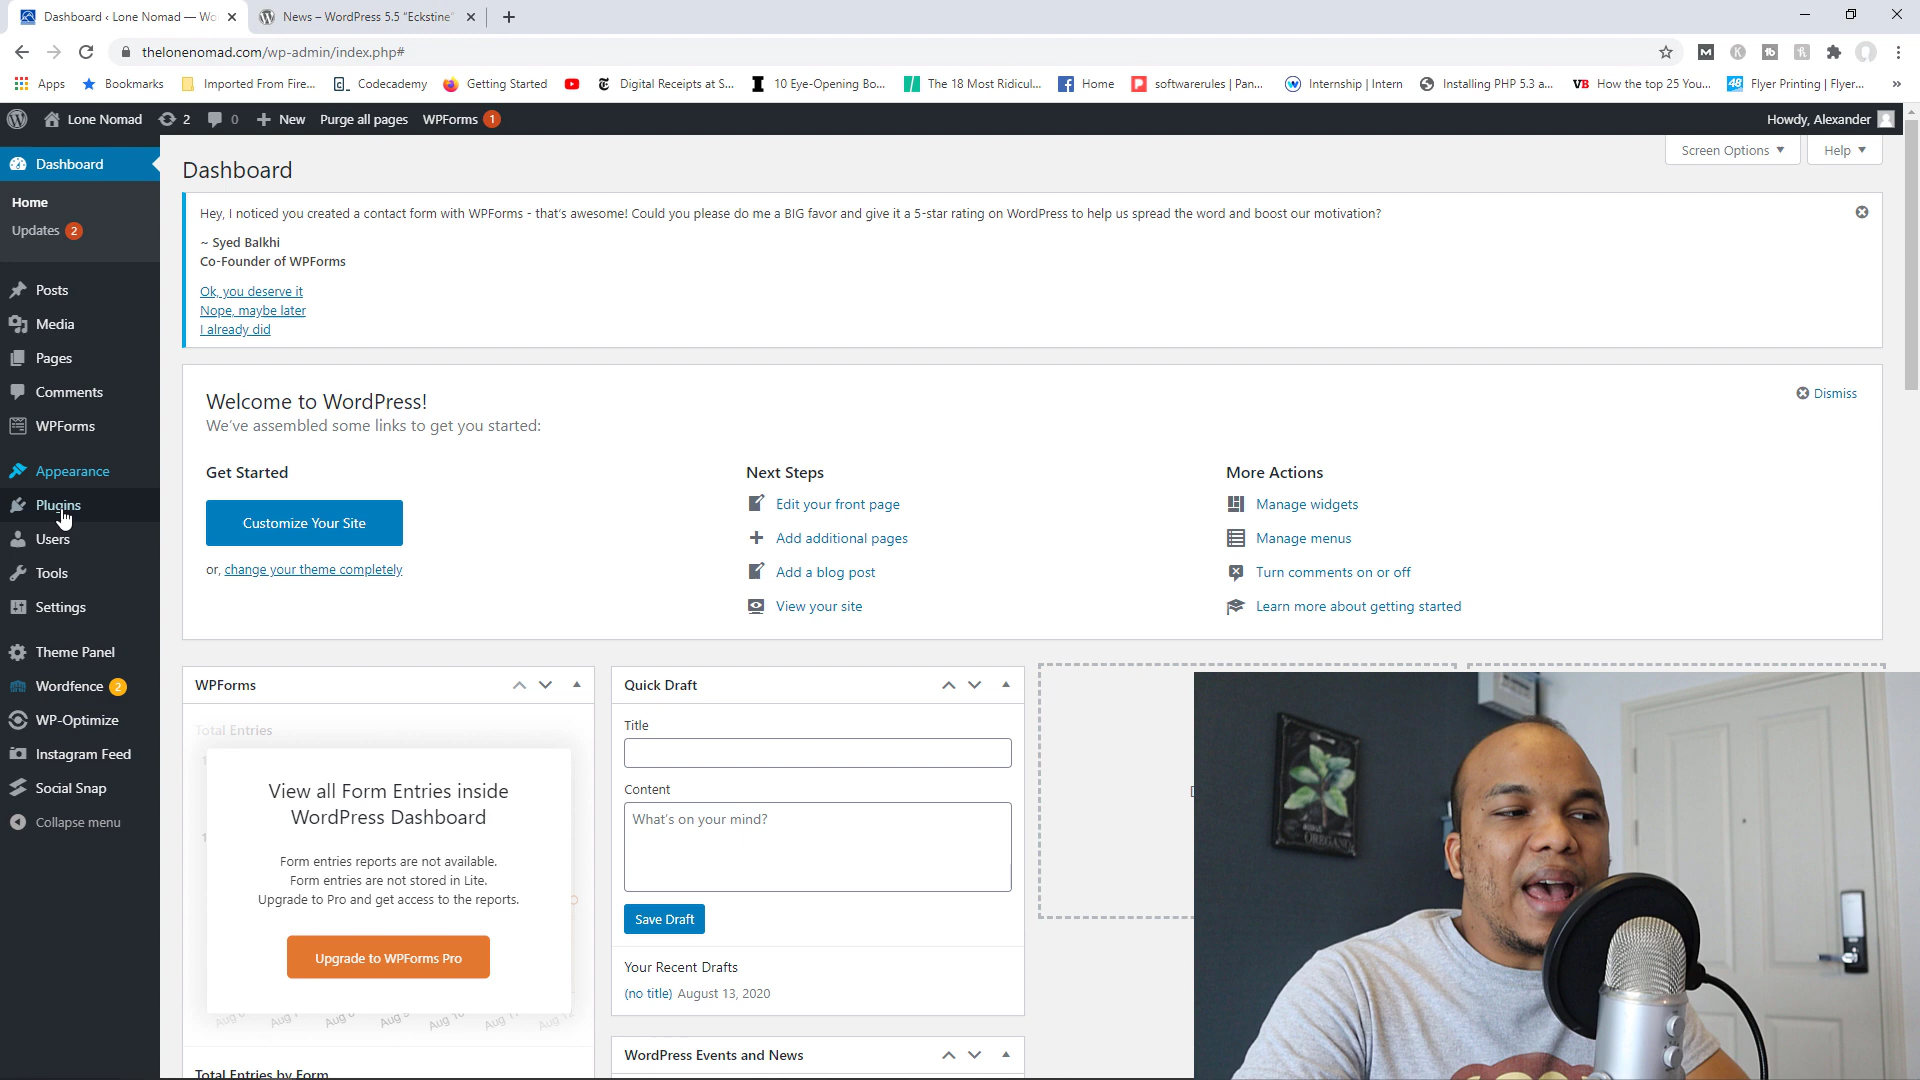 Dashboard ‹ Lone Nomad — Wo
News – WordPress 5.5 "Eckstine"
thelonenomad.com/wp-admin/index.php#
Apps
Bookmarks
Imported From Fire...
Codecademy
Getting Started
Digital Receipts at S...
10 Eye-Opening Bo...
The 18 Most Ridicul...
Home
softwarerules | Pan...
Internship | Intern
Installing PHP 5.3 a...
How the top 25 You...
Flyer Printing | Flyer...
Lone Nomad
2
0
New
Purge all pages
WPForms 1
Howdy, Alexander
Dashboard
Home
Updates 2
Posts
Media
Pages
Comments
WPForms
Appearance
Plugins
Users
Tools
Settings
Theme Panel
Wordfence 2
WP-Optimize
Instagram Feed
Social Snap
Collapse menu
Screen Options
Help
Dashboard
Hey, I noticed you created a contact form with WPForms - that's awesome! Could you please do me a BIG favor and give it a 5-star rating on WordPress to help us spread the word and boost our motivation?
~ Syed Balkhi
Co-Founder of WPForms
Ok, you deserve it
Nope, maybe later
I already did
Welcome to WordPress!
We've assembled some links to get you started:
Dismiss
Get Started
Customize Your Site
or, change your theme completely
Next Steps
Edit your front page
Add additional pages
Add a blog post
View your site
More Actions
Manage widgets
Manage menus
Turn comments on or off
Learn more about getting started
WPForms
Total Entries
View all Form Entries inside
WordPress Dashboard
Form entries reports are not available.
Form entries are not stored in Lite.
Upgrade to Pro and get access to the reports.
Upgrade to WPForms Pro
Total Entries by Form
Quick Draft
Title
Content
What's on your mind?
Save Draft
Your Recent Drafts
(no title) August 13, 2020
WordPress Events and News
OREGANO